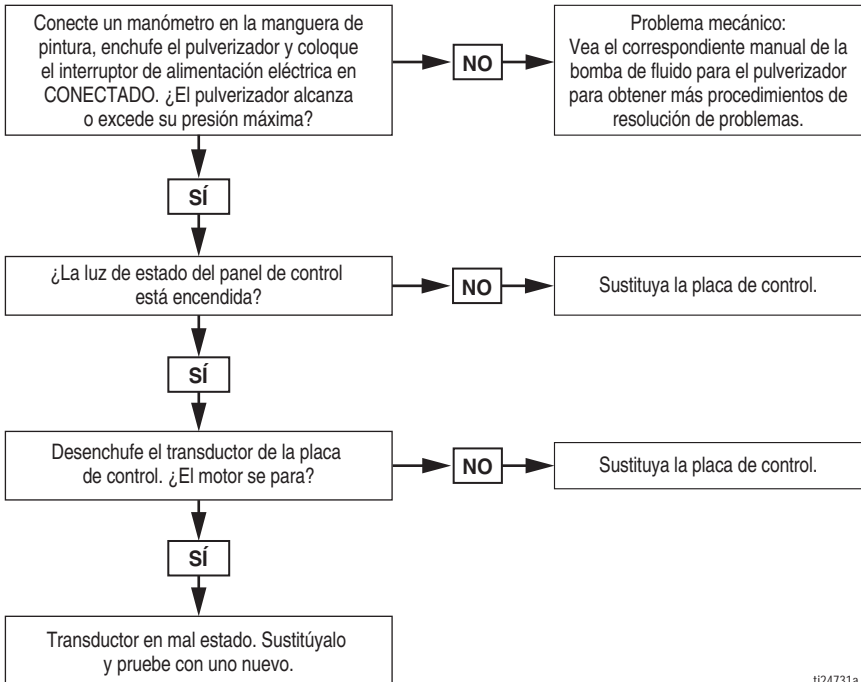 Conecte un manómetro en la manguera de
pintura, enchufe el pulverizador y coloque
el interruptor de alimentación eléctrica en
CONECTADO. ¿El pulverizador alcanza
o excede su presión máxima?
NO
Problema mecánico:
Vea el correspondiente manual de la
bomba de fluido para el pulverizador
para obtener más procedimientos de
resolución de problemas.
SÍ
¿La luz de estado del panel de control
está encendida?
NO
Sustituya la placa de control.
SÍ
Desenchufe el transductor de la placa
de control. ¿El motor se para?
NO
Sustituya la placa de control.
SÍ
Transductor en mal estado. Sustitúyalo
y pruebe con uno nuevo.
ti24731a